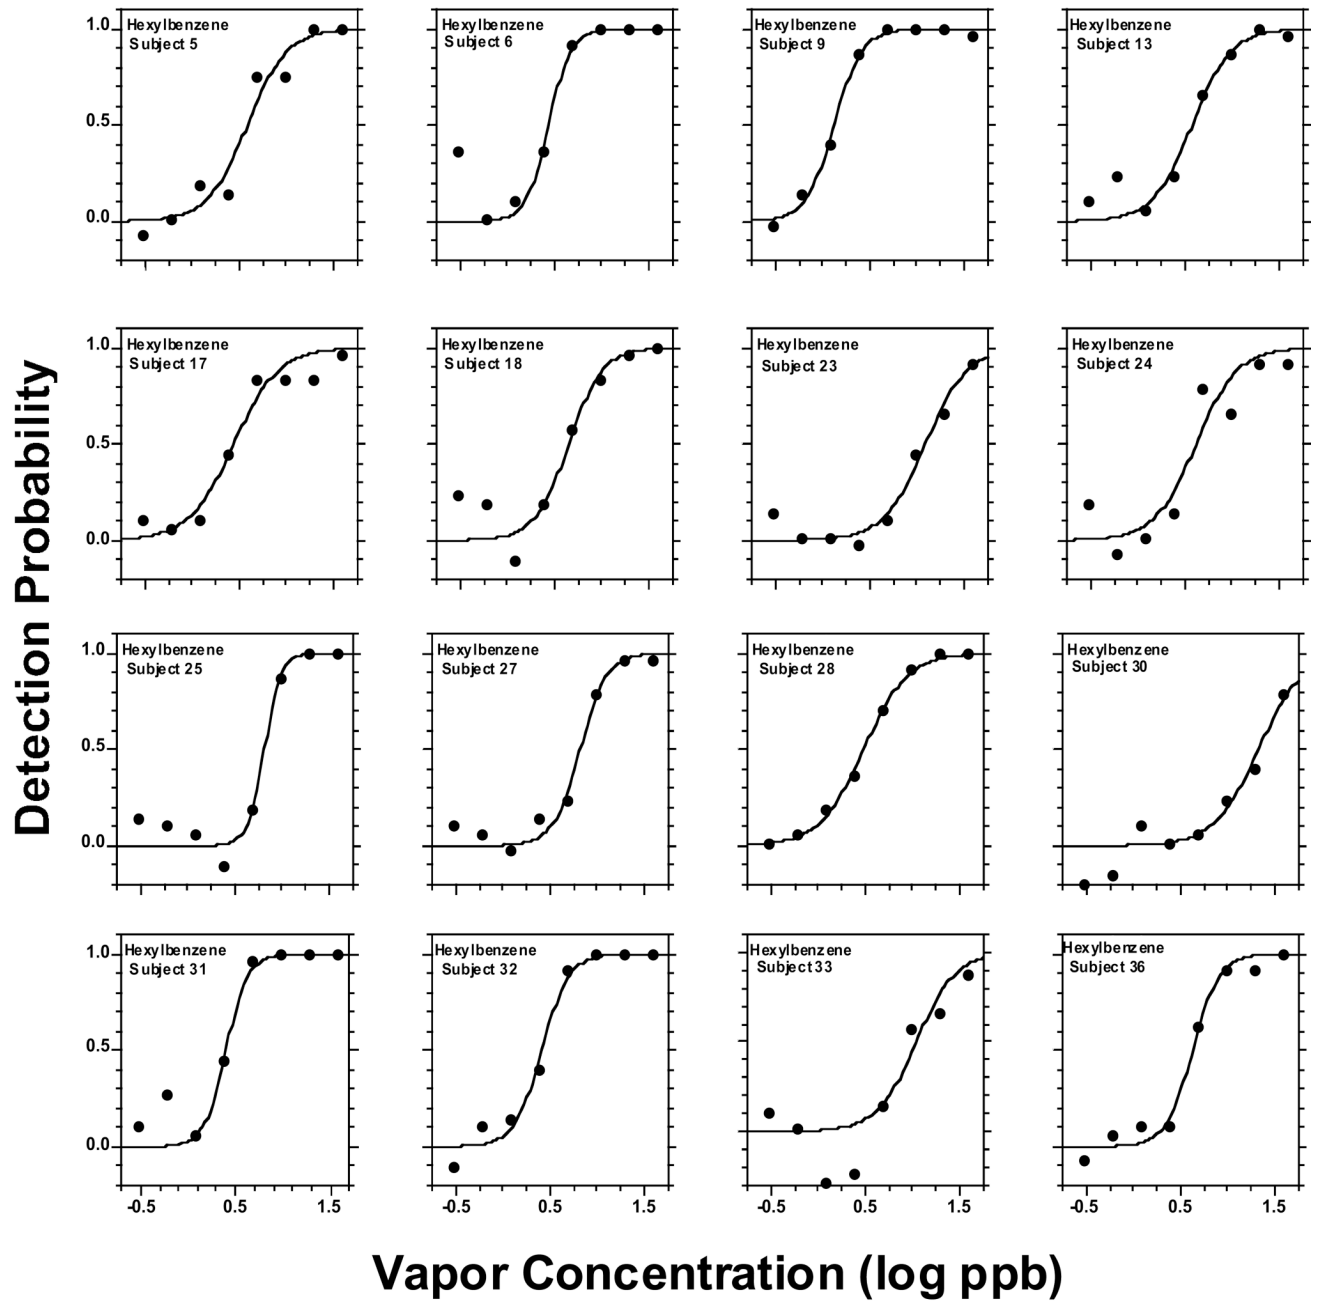 Detection Probability
1.0
0.5
0.0
Hexylbenzene
Subject 5
Hexylbenzene
Subject 6
Hexylbenzene
Subject 9
Hexylbenzene
Subject 13
1.0
0.5
0.0
Hexylbenzene
Subject 17
Hexylbenzene
Subject 18
Hexylbenzene
Subject 23
Hexylbenzene
Subject 24
1.0
0.5
0.0
Hexylbenzene
Subject 25
Hexylbenzene
Subject 27
Hexylbenzene
Subject 28
Hexylbenzene
Subject 30
1.0
0.5
0.0
Hexylbenzene
Subject 31
Hexylbenzene
Subject 32
Hexylbenzene
Subject 33
Hexylbenzene
Subject 36
-0.5 0.5 1.5
-0.5 0.5 1.5
-0.5 0.5 1.5
-0.5 0.5 1.5
Vapor Concentration (log ppb)